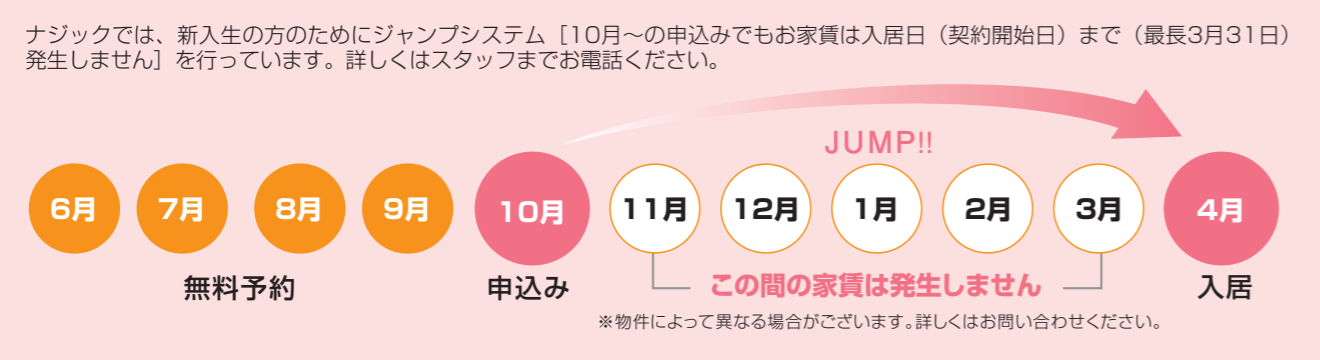 ナジックでは、新入生の方のためにジャンプシステム［10月〜の申込みでもお家賃は入居日（契約開始日）まで（最長3月31日）
発生しません］を行っています。詳しくはスタッフまでお電話ください。
JUMP!!
6月 7月 8月 9月 10月 11月 12月 1月 2月 3月 4月
無料予約 申込み この間の家賃は発生しません 入居
※物件によって異なる場合がございます。詳しくはお問い合わせください。